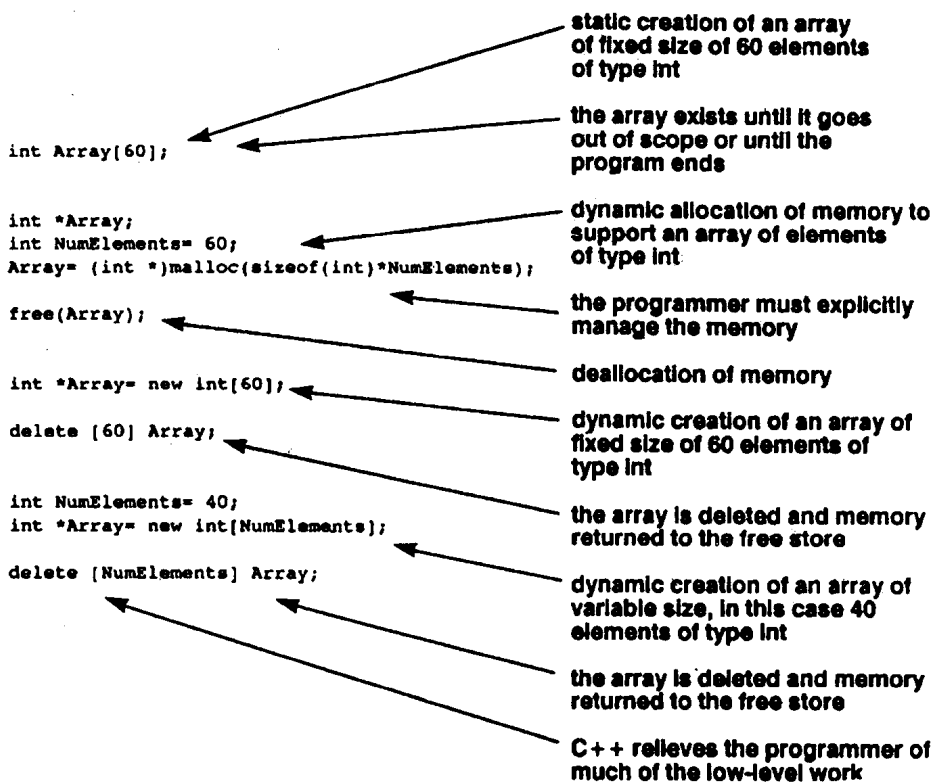 static creation of an array
of fixed size of 60 elements
of type int
the array exists until it goes
out of scope or until the
program ends
int Array[60];
int *Array;
int NumElements= 60;
Array= (int *)malloc(sizeof(int)*NumElements);
dynamic allocation of memory to
support an array of elements
of type int
the programmer must explicitly
manage the memory
free(Array);
deallocation of memory
int *Array= new int[60];
dynamic creation of an array of
fixed size of 60 elements of
type int
delete [60] Array;
the array is deleted and memory
returned to the free store
int NumElements= 40;
int *Array= new int[NumElements];
dynamic creation of an array of
variable size, in this case 40
elements of type int
delete [NumElements] Array;
the array is deleted and memory
returned to the free store
C++ relieves the programmer of
much of the low-level work